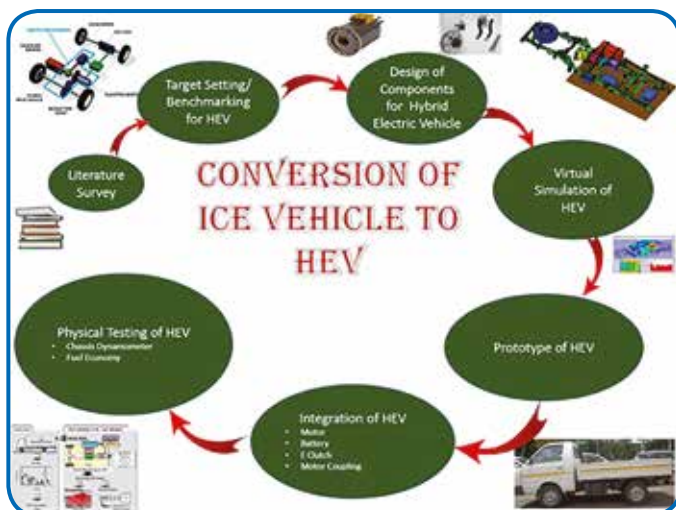 Target Setting/
Benchmarking
for HEV
Design of
Components
for Hybrid
Electric Vehicle
Literature
Survey
CONVERSION OF
ICE VEHICLE TO
HEV
Virtual
Simulation of
HEV
Physical Testing of HEV
• Chassis Dynamometer
• Fuel Economy
Prototype of HEV
Integration of HEV
• Motor
• Battery
• E Clutch
• Motor Coupling